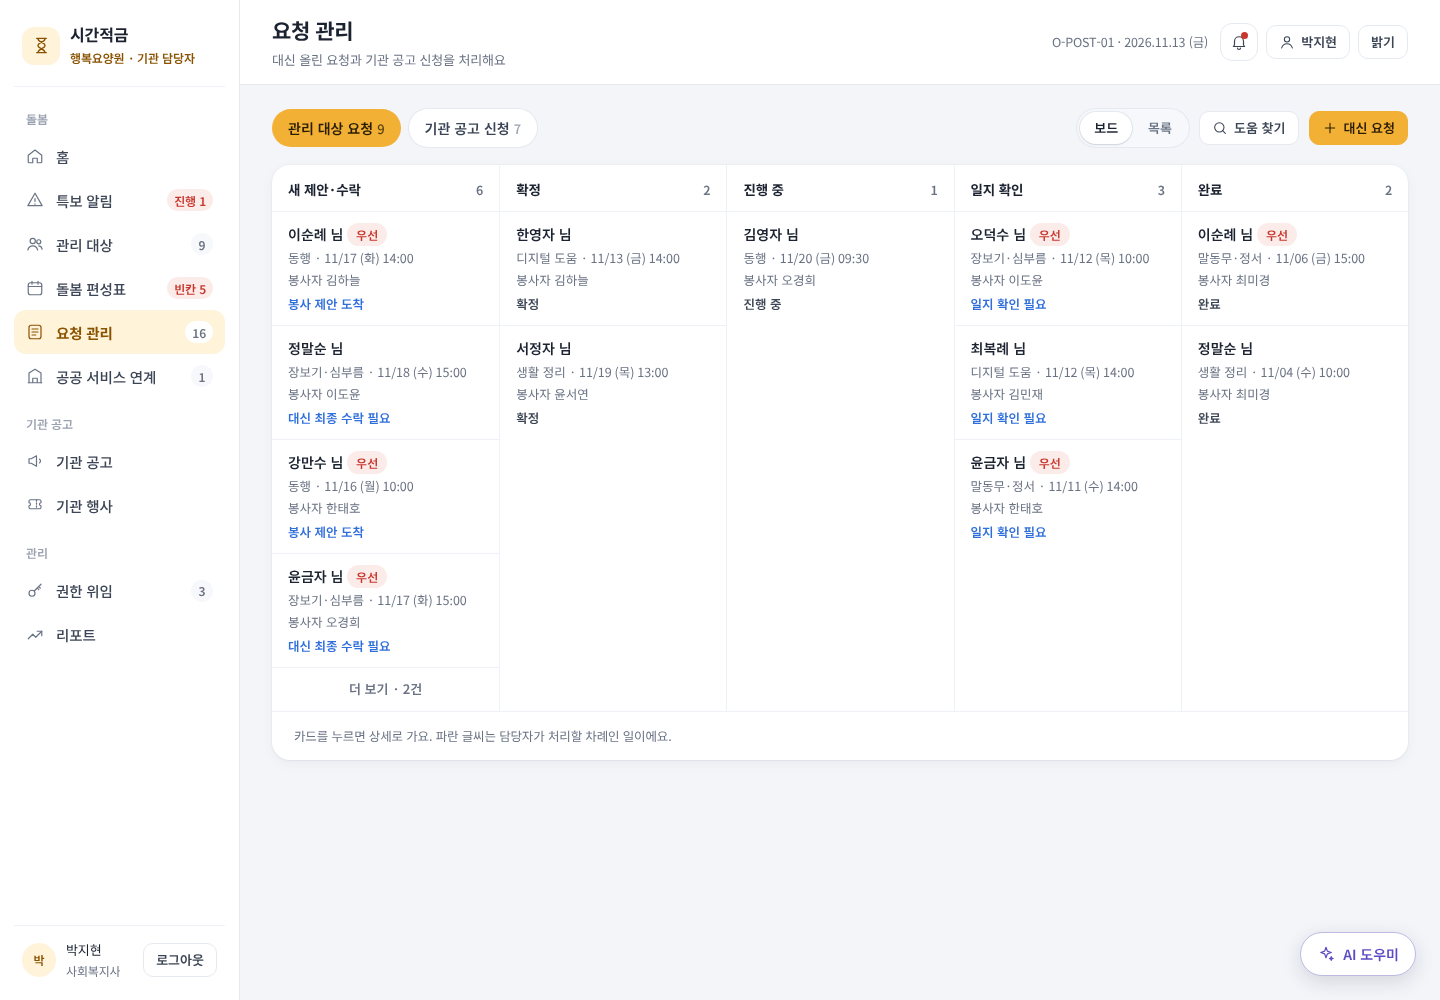 시간적금
행복요양원 · 기관 담당자
돌봄
홈
특보 알림 진행 1
관리 대상 9
돌봄 편성표 빈칸 5
요청 관리 16
공공 서비스 연계 1
기관 공고
기관 공고
기관 행사
관리
권한 위임 3
리포트
박
박지현
사회복지사
로그아웃
요청 관리
대신 올린 요청과 기관 공고 신청을 처리해요
O-POST-01 · 2026.11.13 (금)
박지현
밝기
관리 대상 요청 9
기관 공고 신청 7
보드
목록
도움 찾기
대신 요청
새 제안·수락 6
이순례 님 우선
동행 · 11/17 (화) 14:00
봉사자 김하늘
봉사 제안 도착
정말순 님
장보기·심부름 · 11/18 (수) 15:00
봉사자 이도윤
대신 최종 수락 필요
강만수 님 우선
동행 · 11/16 (월) 10:00
봉사자 한태호
봉사 제안 도착
윤금자 님 우선
장보기·심부름 · 11/17 (화) 15:00
봉사자 오경희
대신 최종 수락 필요
더 보기 · 2건
확정 2
한영자 님
디지털 도움 · 11/13 (금) 14:00
봉사자 김하늘
확정
서정자 님
생활 정리 · 11/19 (목) 13:00
봉사자 윤서연
확정
진행 중 1
김영자 님
동행 · 11/20 (금) 09:30
봉사자 오경희
진행 중
일지 확인 3
오덕수 님 우선
장보기·심부름 · 11/12 (목) 10:00
봉사자 이도윤
일지 확인 필요
최복례 님
디지털 도움 · 11/12 (목) 14:00
봉사자 김민재
일지 확인 필요
윤금자 님 우선
말동무·정서 · 11/11 (수) 14:00
봉사자 한태호
일지 확인 필요
완료 2
이순례 님 우선
말동무·정서 · 11/06 (금) 15:00
봉사자 최미경
완료
정말순 님
생활 정리 · 11/04 (수) 10:00
봉사자 최미경
완료
카드를 누르면 상세로 가요. 파란 글씨는 담당자가 처리할 차례인 일이에요.
AI 도우미